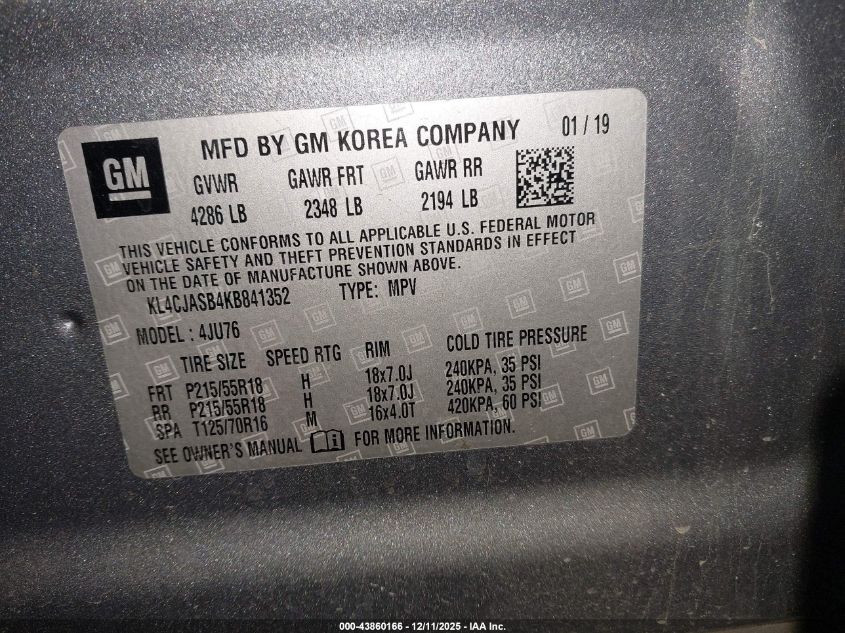 GM
MFD BY GM KOREA COMPANY 01 / 19
GVWR GAWR FRT GAWR RR
4286 LB 2348 LB 2194 LB
THIS VEHICLE CONFORMS TO ALL APPLICABLE U.S. FEDERAL MOTOR
VEHICLE SAFETY AND THEFT PREVENTION STANDARDS IN EFFECT
ON THE DATE OF MANUFACTURE SHOWN ABOVE.
KL4CJASB4KB841352 TYPE: MPV
MODEL : 4JU76
TIRE SIZE SPEED RTG RIM COLD TIRE PRESSURE
FRT P215/55R18 H 18x7.0J 240KPA, 35 PSI
RR P215/55R18 H 18x7.0J 240KPA, 35 PSI
SPA T125/70R16 M 16x4.0T 420KPA, 60 PSI
SEE OWNER'S MANUAL FOR MORE INFORMATION.
000-43860166 - 12/11/2025 - IAA Inc.